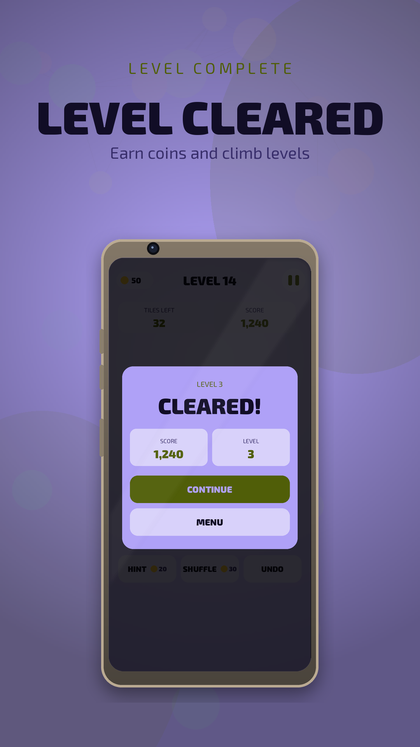 LEVEL COMPLETE
LEVEL CLEARED
Earn coins and climb levels
50 LEVEL 14
TILES LEFT SCORE
32 1,240
LEVEL 3
CLEARED!
SCORE LEVEL
1,240 3
CONTINUE
MENU
HINT 20 SHUFFLE 30 UNDO